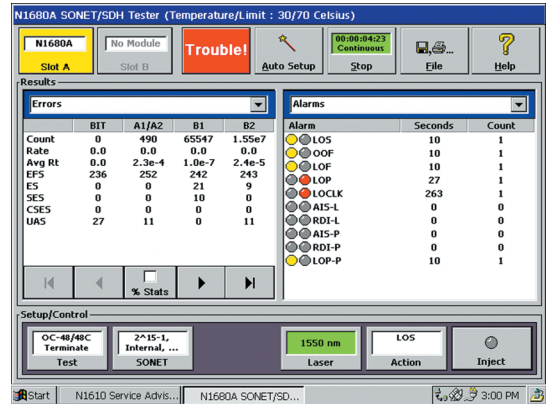 N1680A SONET/SDH Tester (Temperature/Limit : 30/70 Celsius)
N1680A
Slot A
No Module
Slot B
Trouble!
Auto Setup
00:00:04:23
Continuous
Stop
File
Help
Results
Errors
BIT A1/A2 B1 B2
Count 0 490 65547 1.55e7
Rate 0.0 0.0 0.0 0.0
Avg Rt 0.0 2.3e-4 1.0e-7 2.4e-5
EFS 236 252 242 243
ES 0 0 21 9
SES 0 0 10 0
CSES 0 0 0 0
UAS 27 11 0 11
% Stats
Alarms
Alarm Seconds Count
LOS 10 1
OOF 10 1
LOF 10 1
LOP 27 1
LOCLK 263 1
AIS-L 0 0
RDI-L 0 0
AIS-P 0 0
RDI-P 0 0
LOP-P 10 1
Setup/Control
OC-48/48C
Terminate
Test
2^15-1,
Internal, ...
SONET
1550 nm
Laser
LOS
Action
Inject
Start
N1610 Service Advis...
N1680A SONET/SD...
3:00 PM